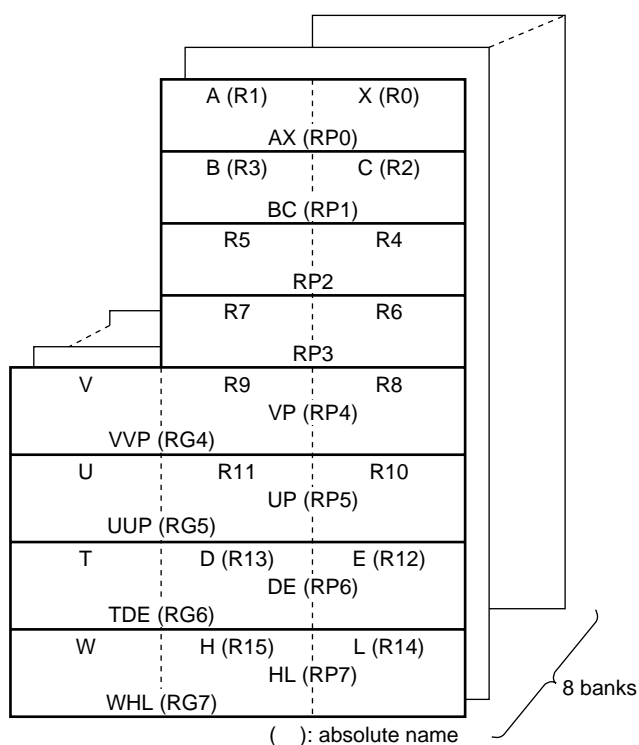 A (R1) X (R0)
AX (RP0)
B (R3) C (R2)
BC (RP1)
R5 R4
RP2
R7 R6
RP3
V R9 R8
VP (RP4)
VVP (RG4)
U R11 R10
UP (RP5)
UUP (RG5)
T D (R13) E (R12)
DE (RP6)
TDE (RG6)
W H (R15) L (R14)
HL (RP7)
WHL (RG7)
8 banks
( ): absolute name